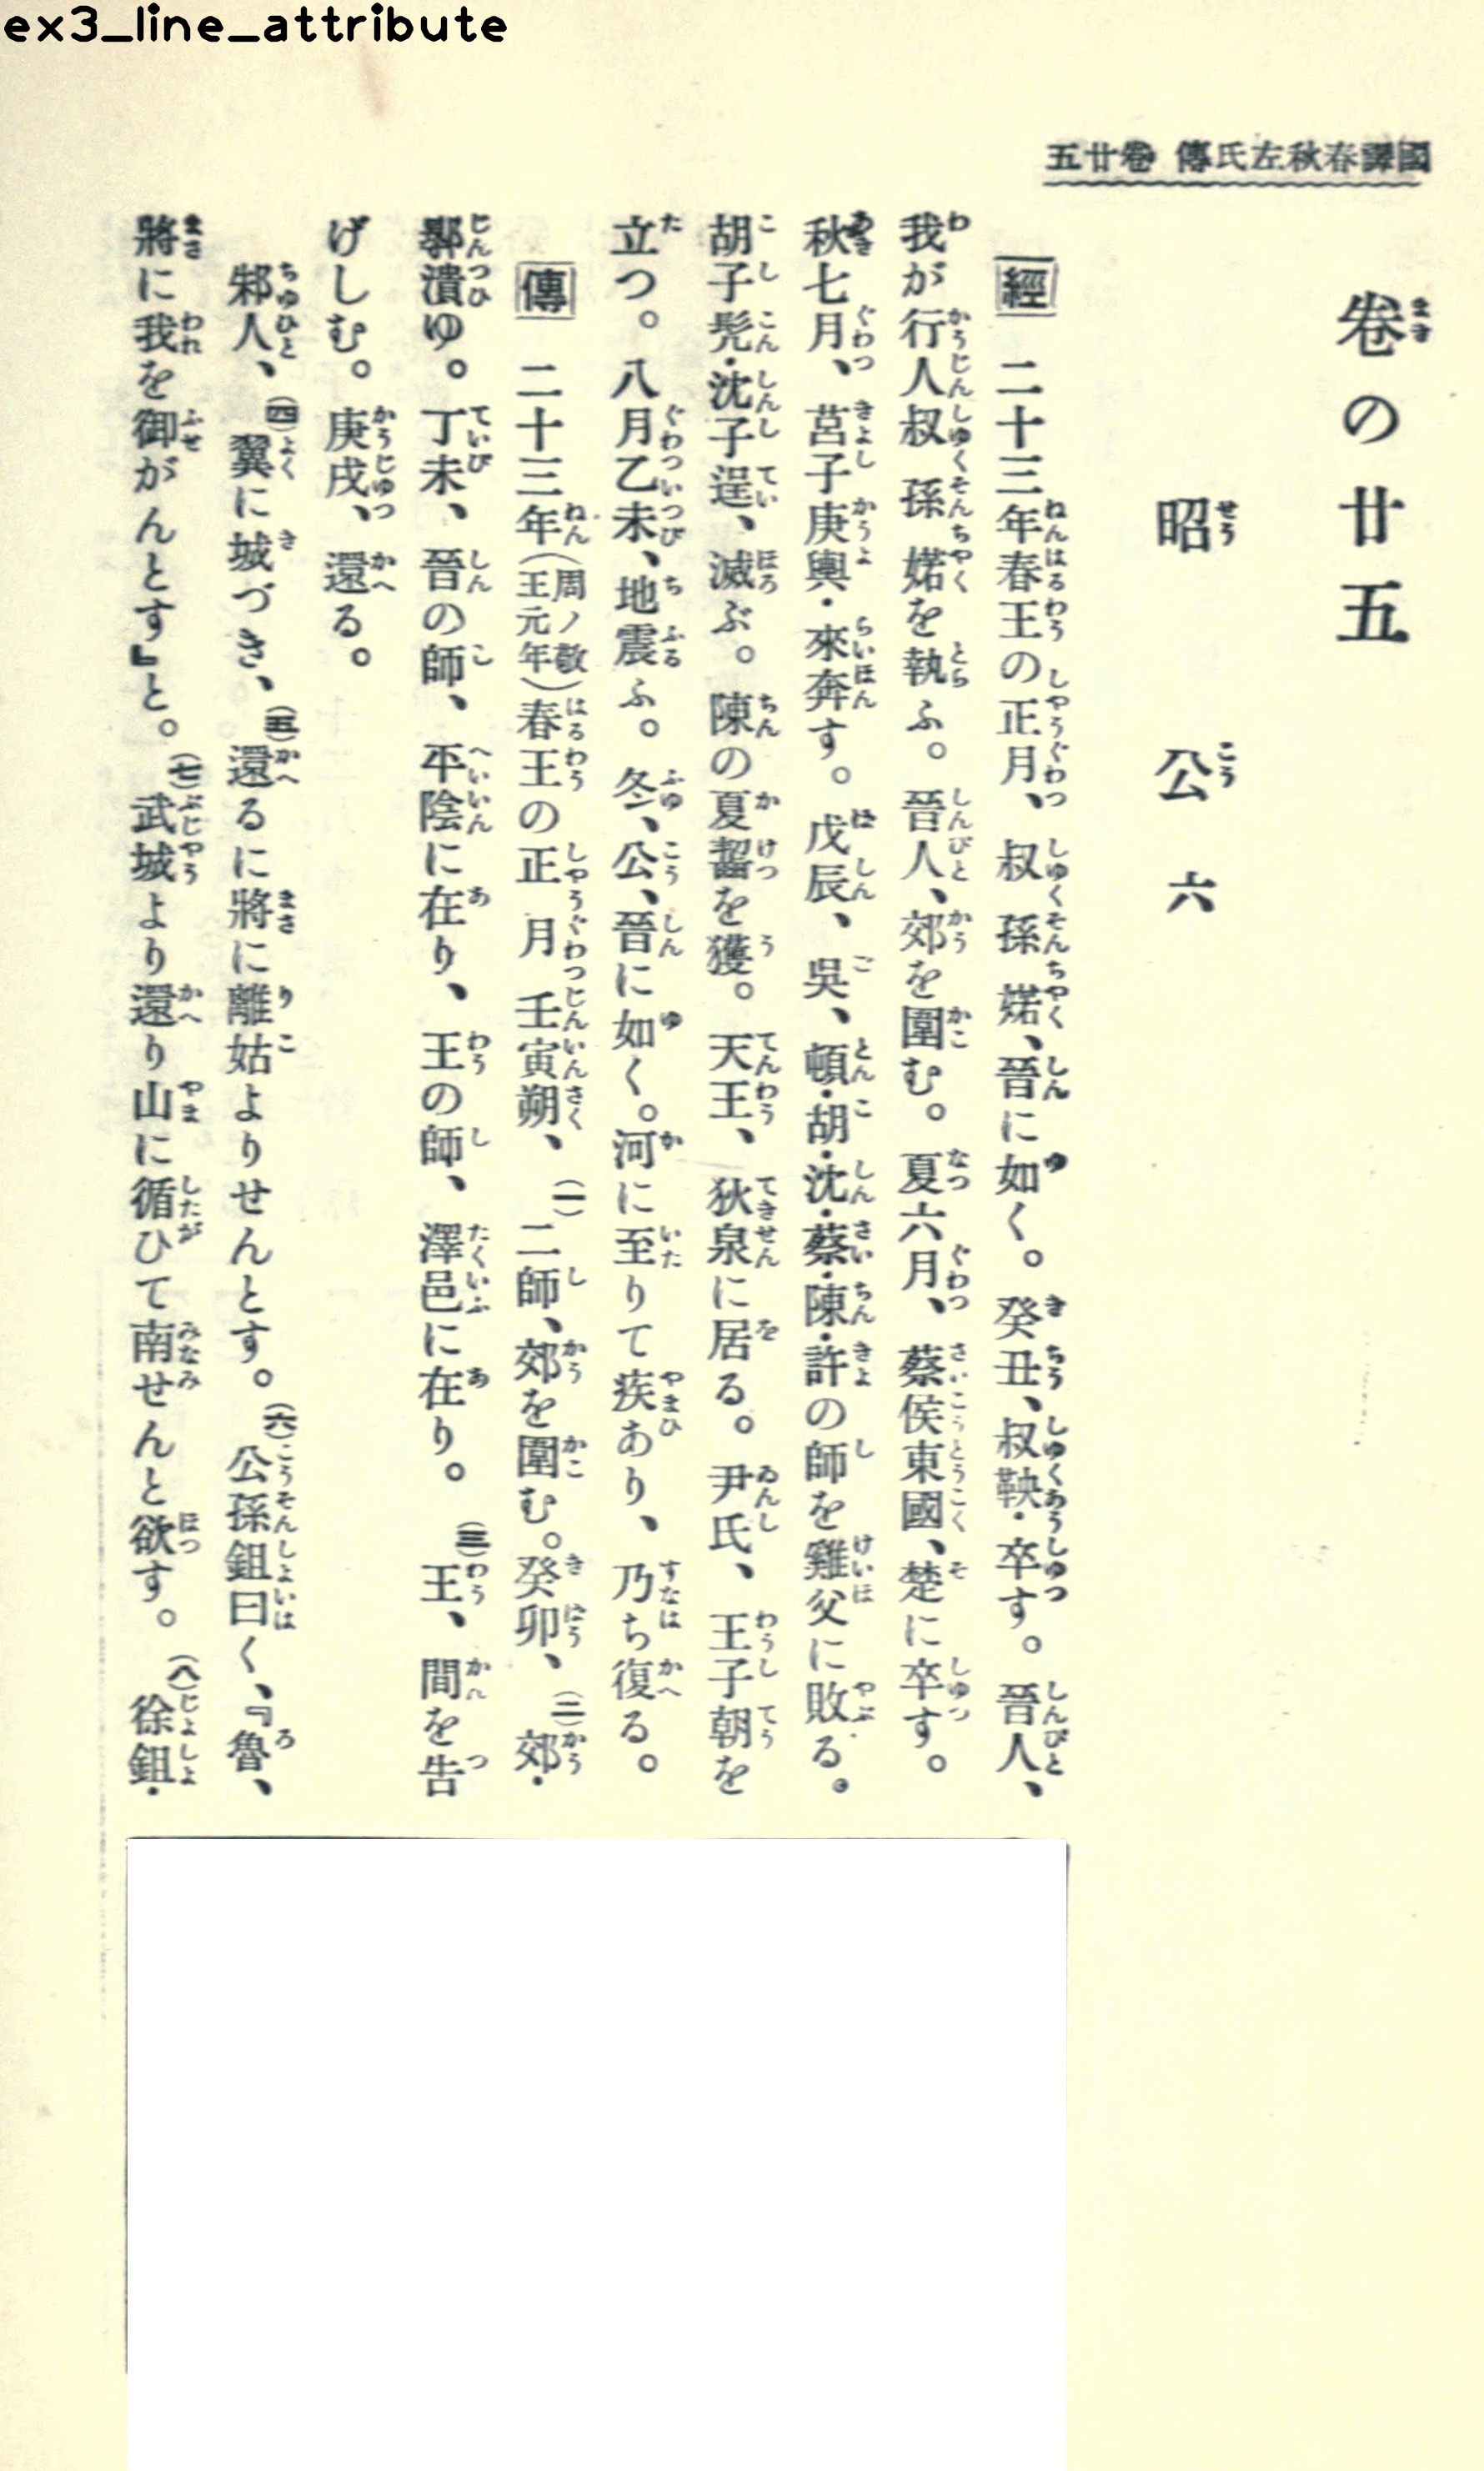 ex3_line_attribute
國譯春秋左氏傳 卷廿五
卷の廿五
昭公 六
經 二十三年春王の正月、叔孫婼、晉に如く。癸丑、叔鞅・卒す。晉人、
我が行人叔孫婼を執ふ。晉人、郊を圍む。夏六月、蔡侯東國、楚に卒す。
秋七月、莒子庚輿・來奔す。戊辰、吳、頓・胡・沈・蔡・陳・許の師を雞父に敗る。
胡子髠・沈子逞、滅ぶ。陳の夏齧を獲。天王、狄泉に居る。尹氏、王子朝を
立つ。八月乙未、地震ふ。冬、公、晉に如く。河に至りて疾あり、乃ち復る。
傳 二十三年(周ノ敬王元年)春王の正月壬寅朔、(一)二師、郊を圍む。癸卯、(二)郊・
鄩潰ゆ。丁未、晉の師、平陰に在り、王の師、澤邑に在り。(三)王、間を告
げしむ。庚戌、還る。
邾人、(四)翼に城づき、(五)還るに將に離姑よりせんとす。(六)公孫鉏曰く、『魯、
將に我を御がんとす』と。(七)武城より還り山に循ひて南せんと欲す。(八)徐鉏・